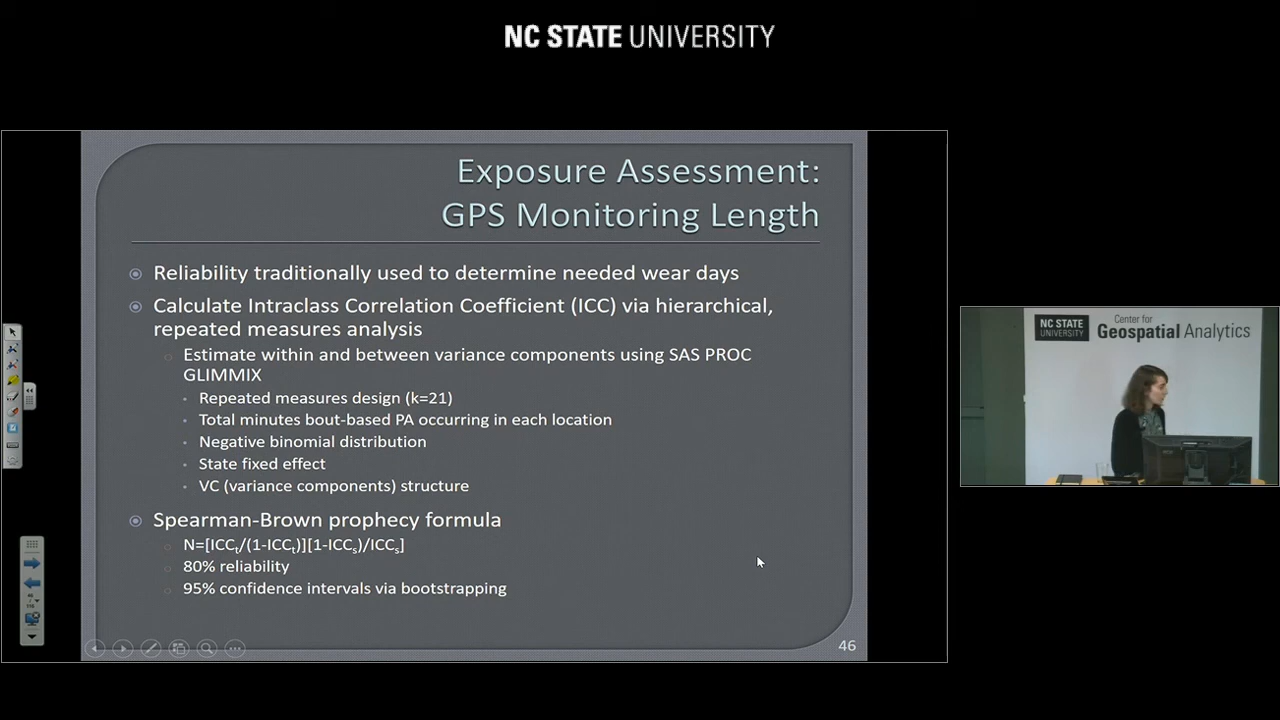 NC STATE UNIVERSITY
Exposure Assessment:
GPS Monitoring Length
Reliability traditionally used to determine needed wear days
Calculate Intraclass Correlation Coefficient (ICC) via hierarchical,
repeated measures analysis
Estimate within and between variance components using SAS PROC
GLIMMIX
Repeated measures design (k=21)
Total minutes bout-based PA occurring in each location
Negative binomial distribution
State fixed effect
VC (variance components) structure
Spearman-Brown prophecy formula
N=[ICCt/(1-ICCt)][1-ICCs)/ICCs]
80% reliability
95% confidence intervals via bootstrapping
46
NC STATE
UNIVERSITY
Center for
Geospatial Analytics